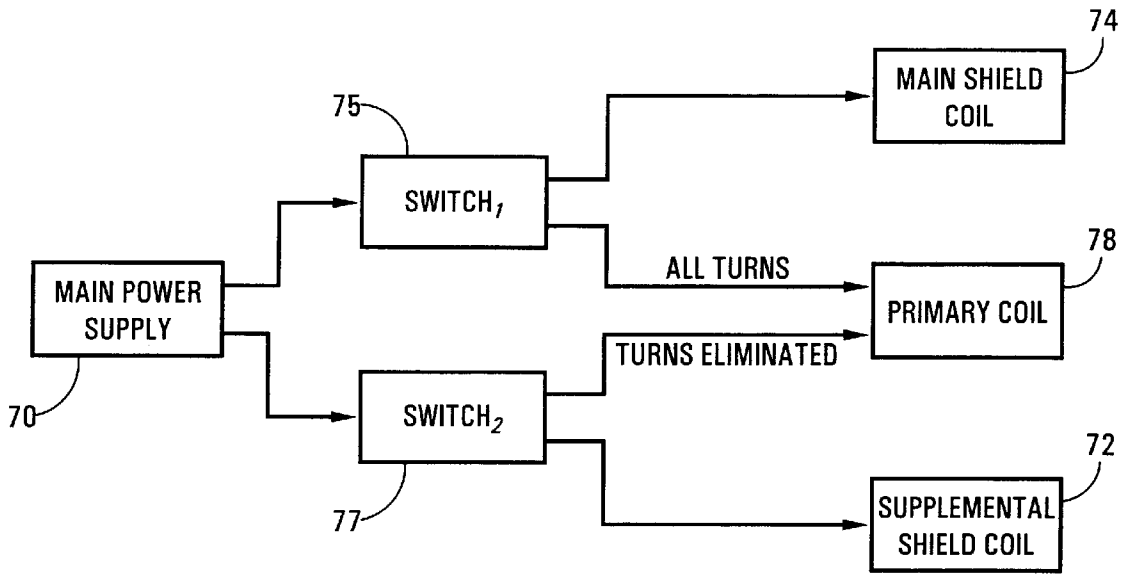 74
MAIN SHIELD
COIL
75
SWITCH1
ALL TURNS
78
MAIN POWER
SUPPLY
PRIMARY COIL
TURNS ELIMINATED
70
SWITCH2
72
77
SUPPLEMENTAL
SHIELD COIL